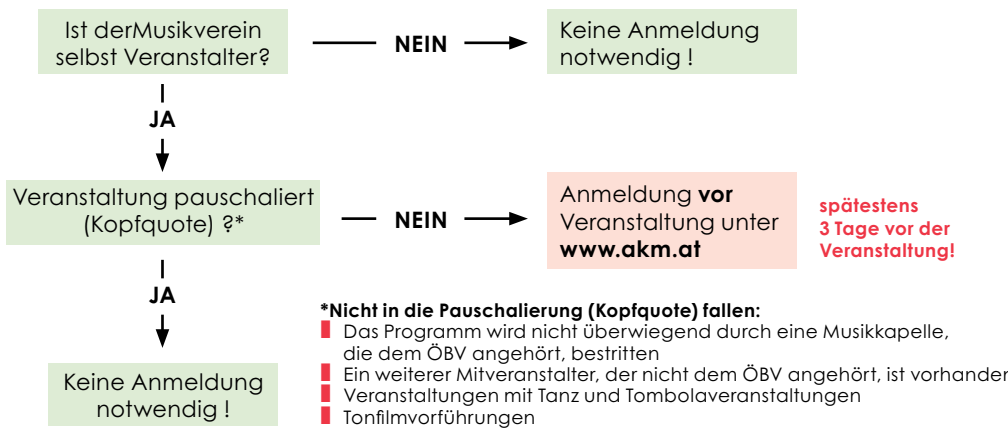 Ist derMusikverein
selbst Veranstalter?
NEIN
Keine Anmeldung
notwendig !
JA
Veranstaltung pauschaliert
(Kopfquote) ?*
NEIN
Anmeldung vor
Veranstaltung unter
www.akm.at
spätestens
3 Tage vor der
Veranstaltung!
JA
Keine Anmeldung
notwendig !
*Nicht in die Pauschalierung (Kopfquote) fallen:
Das Programm wird nicht überwiegend durch eine Musikkapelle,
die dem ÖBV angehört, bestritten
Ein weiterer Mitveranstalter, der nicht dem ÖBV angehört, ist vorhanden
Veranstaltungen mit Tanz und Tombolaveranstaltungen
Tonfilmvorführungen